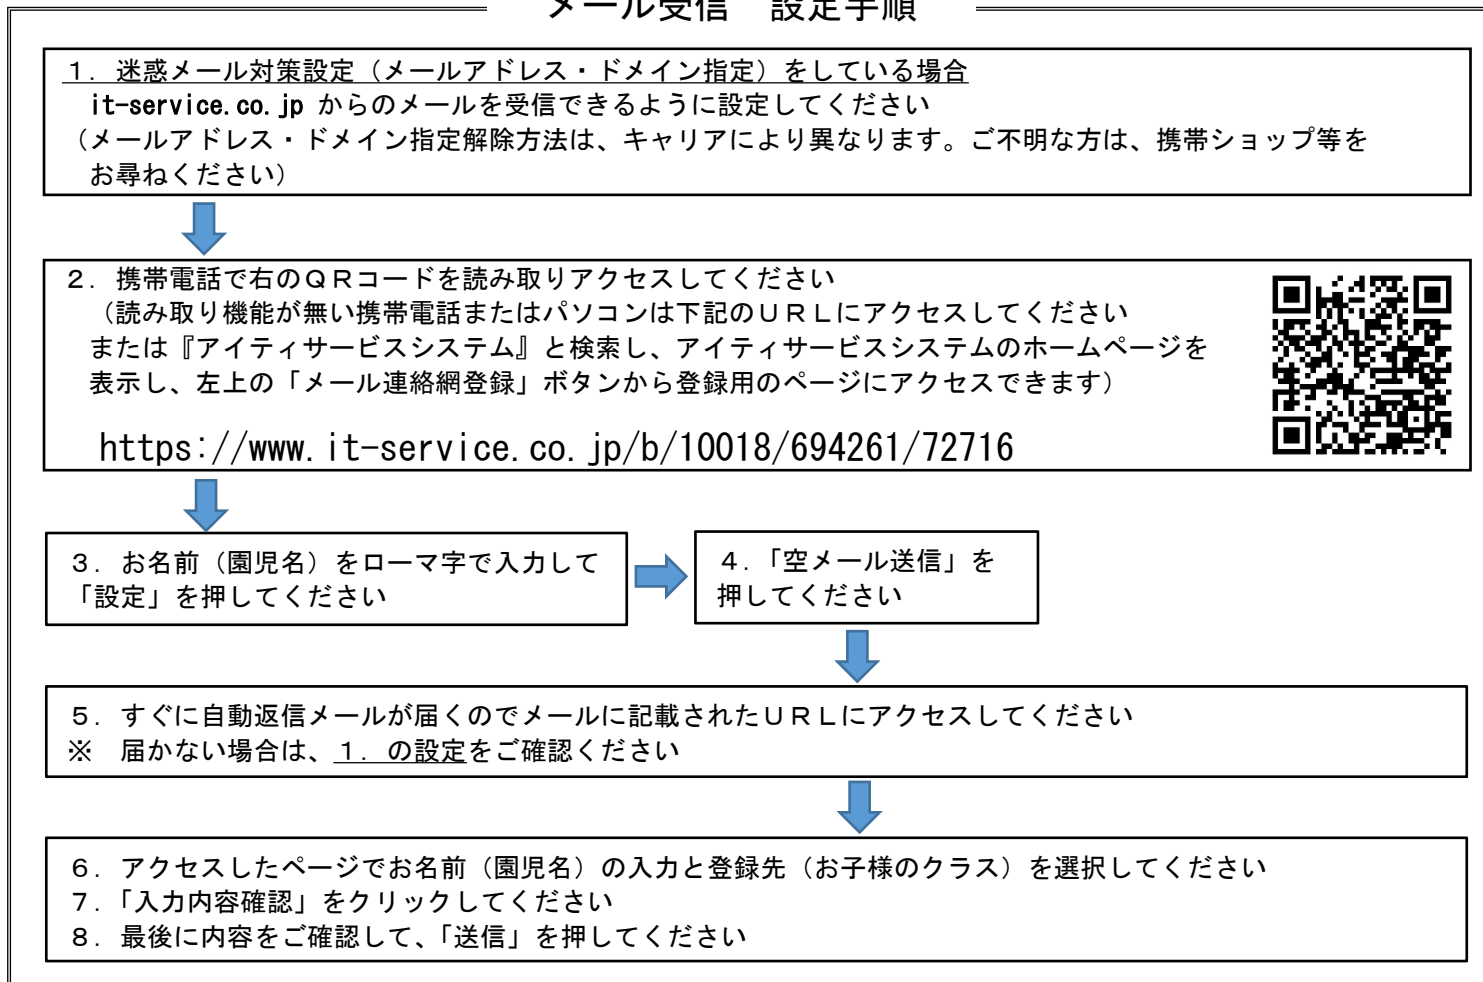 メール受信　設定手順
１．迷惑メール対策設定（メールアドレス・ドメイン指定）をしている場合
it-service.co.jp からのメールを受信できるように設定してください
（メールアドレス・ドメイン指定解除方法は、キャリアにより異なります。ご不明な方は、携帯ショップ等を
お尋ねください）
２．携帯電話で右のＱＲコードを読み取りアクセスしてください
（読み取り機能が無い携帯電話またはパソコンは下記のＵＲＬにアクセスしてください
または『アイティサービスシステム』と検索し、アイティサービスシステムのホームページを
表示し、左上の「メール連絡網登録」ボタンから登録用のページにアクセスできます）
https://www.it-service.co.jp/b/10018/694261/72716
３．お名前（園児名）をローマ字で入力して
「設定」を押してください
４．「空メール送信」を
押してください
５．すぐに自動返信メールが届くのでメールに記載されたＵＲＬにアクセスしてください
※　届かない場合は、１．の設定をご確認ください
６．アクセスしたページでお名前（園児名）の入力と登録先（お子様のクラス）を選択してください
７．「入力内容確認」をクリックしてください
８．最後に内容をご確認して、「送信」を押してください